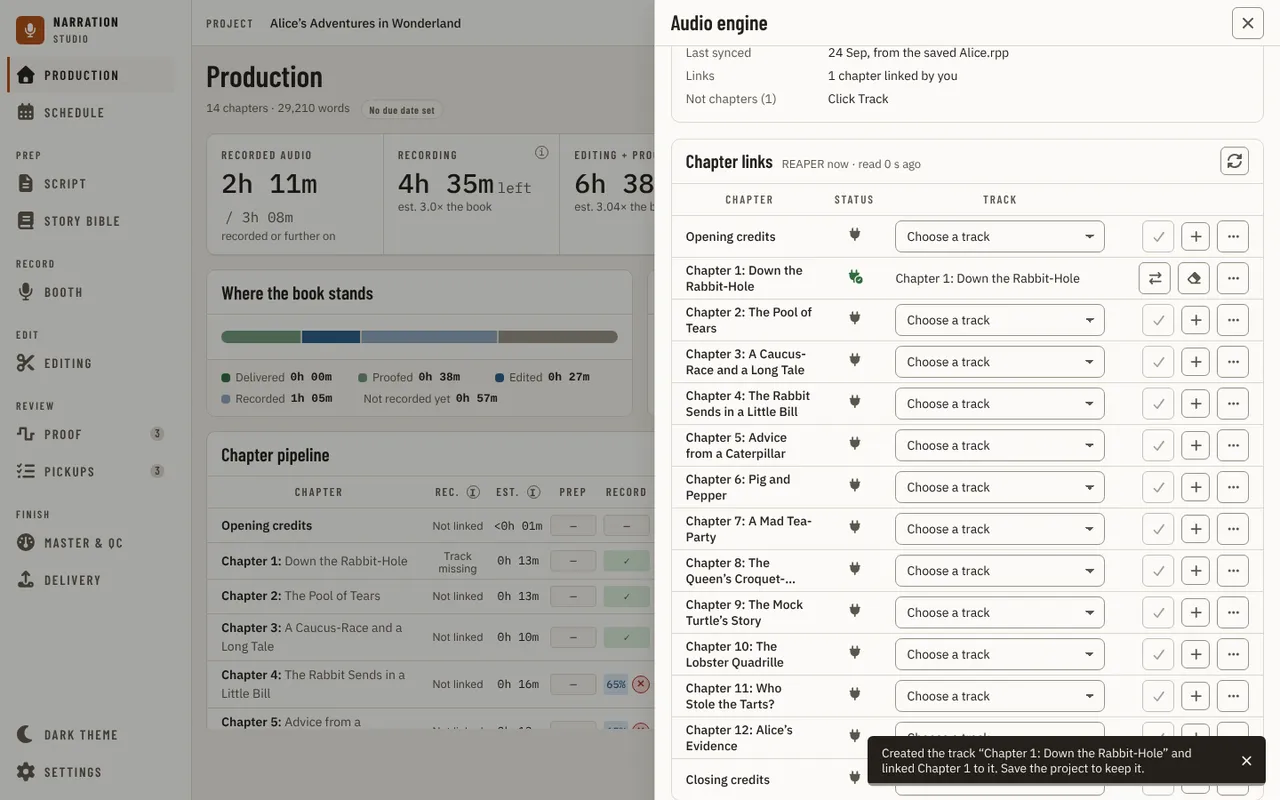 NARRATION
STUDIO
PRODUCTION
SCHEDULE
PREP
SCRIPT
STORY BIBLE
RECORD
BOOTH
EDIT
EDITING
REVIEW
PROOF 3
PICKUPS 3
FINISH
MASTER & QC
DELIVERY
DARK THEME
SETTINGS
PROJECT Alice’s Adventures in Wonderland
Production
14 chapters · 29,210 words No due date set
RECORDED AUDIO
2h 11m
/ 3h 08m
recorded or further on
RECORDING
4h 35m left
est. 3.0× the book
EDITING + PRO
6h 38
est. 3.04× the b
Where the book stands
Delivered 0h 00m Proofed 0h 38m Edited 0h 27m
Recorded 1h 05m Not recorded yet 0h 57m
Chapter pipeline
CHAPTER REC. EST. PREP RECORD
Opening credits Not linked <0h 01m – –
Chapter 1: Down the Rabbit-Hole Track missing 0h 13m – ✓
Chapter 2: The Pool of Tears Not linked 0h 13m – ✓
Chapter 3: A Caucus-Race and a
Long Tale Not linked 0h 10m – ✓
Chapter 4: The Rabbit Sends in a
Little Bill Not linked 0h 16m – 65%
Chapter 5: Advice from a
Audio engine
Last synced 24 Sep, from the saved Alice.rpp
Links 1 chapter linked by you
Not chapters (1) Click Track
Chapter links REAPER now · read 0 s ago
CHAPTER STATUS TRACK
Opening credits Choose a track
Chapter 1: Down the
Rabbit-Hole Chapter 1: Down the Rabbit-Hole
Chapter 2: The Pool of
Tears Choose a track
Chapter 3: A Caucus-
Race and a Long Tale Choose a track
Chapter 4: The Rabbit
Sends in a Little Bill Choose a track
Chapter 5: Advice
from a Caterpillar Choose a track
Chapter 6: Pig and
Pepper Choose a track
Chapter 7: A Mad Tea-
Party Choose a track
Chapter 8: The
Queen’s Croquet-… Choose a track
Chapter 9: The Mock
Turtle’s Story Choose a track
Chapter 10: The
Lobster Quadrille Choose a track
Chapter 11: Who
Stole the Tarts? Choose a track
Chapter 12: Alice’s
Evidence
Closing credits
Created the track “Chapter 1: Down the Rabbit-Hole” and
linked Chapter 1 to it. Save the project to keep it.